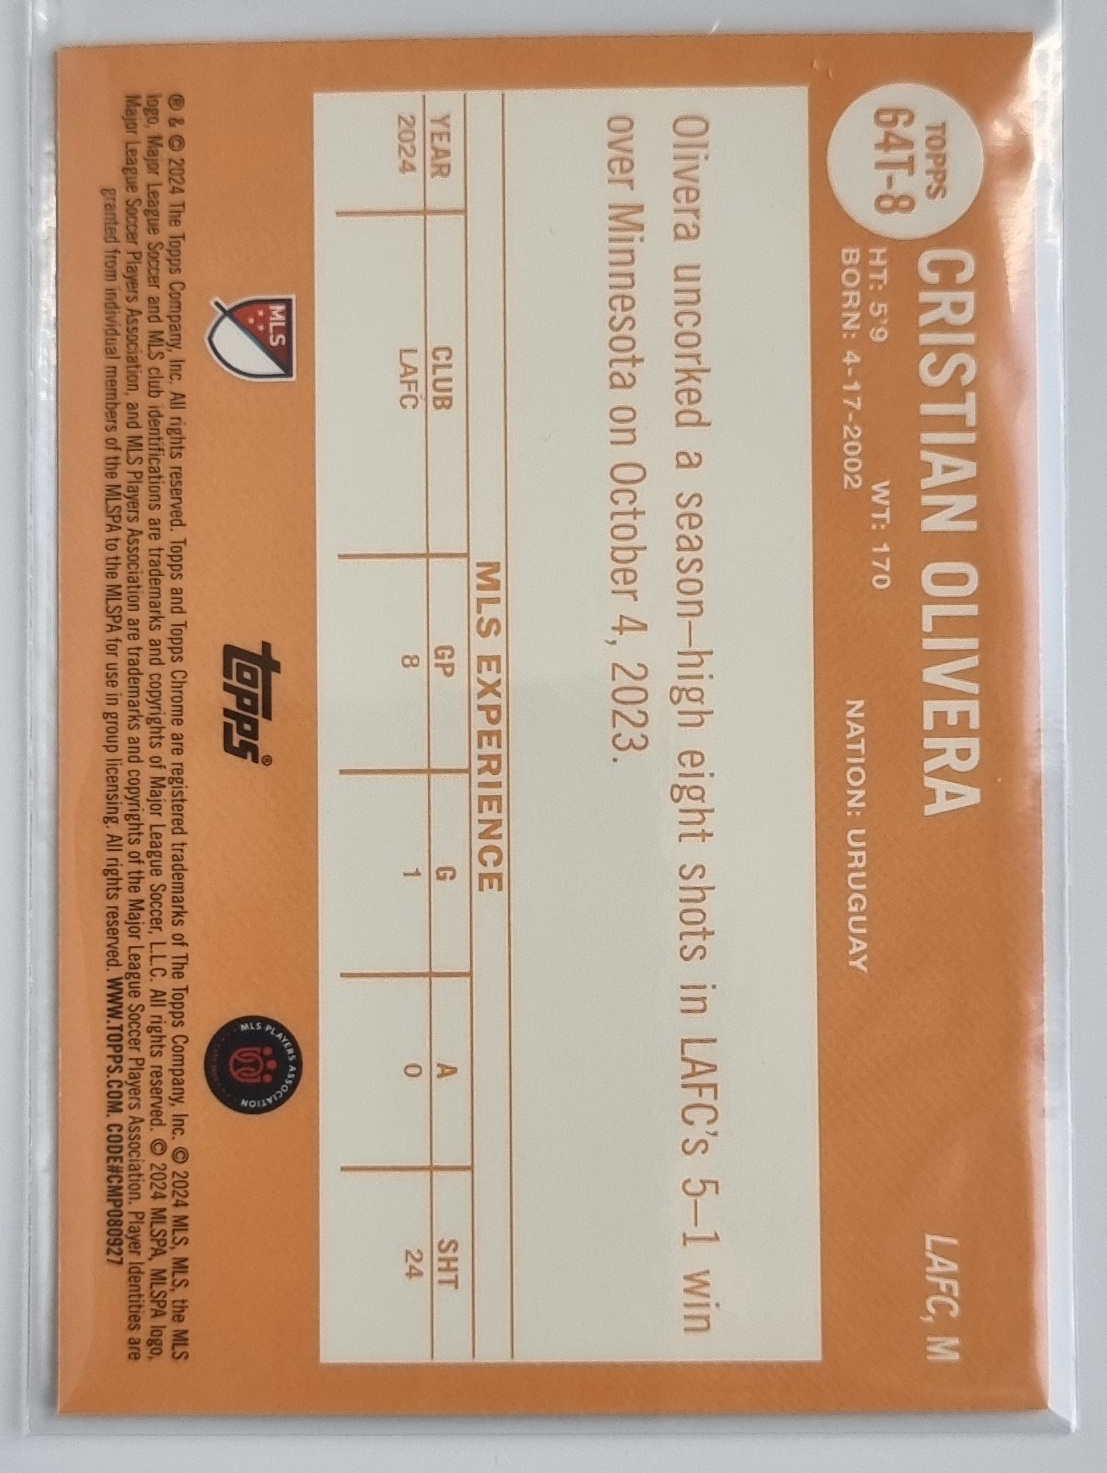 TOPPS
64T-8
CRISTIAN OLIVERA
LAFC, M
HT: 5'9 WT: 170
BORN: 4-17-2002 NATION: URUGUAY
Olivera uncorked a season-high eight shots in LAFC's 5-1 win
over Minnesota on October 4, 2023.
MLS EXPERIENCE
YEAR CLUB GP G A SHT
2024 LAFC 8 1 0 24
MLS
topps®
MLS PLAYERS ASSOCIATION
® & © 2024 The Topps Company, Inc. All rights reserved. Topps and Topps Chrome are registered trademarks of The Topps Company, Inc. © 2024 MLS, MLS, the MLS
logo, Major League Soccer and MLS club identifications are trademarks and copyrights of Major League Soccer, L.L.C. All rights reserved. © 2024 MLSPA, MLSPA logo,
Major League Soccer Players Association, and MLS Players Association are trademarks and copyrights of the Major League Soccer Players Association. Player Identities are
granted from individual members of the MLSPA to the MLSPA for use in group licensing. All rights reserved. WWW.TOPPS.COM. CODE#CMP080927